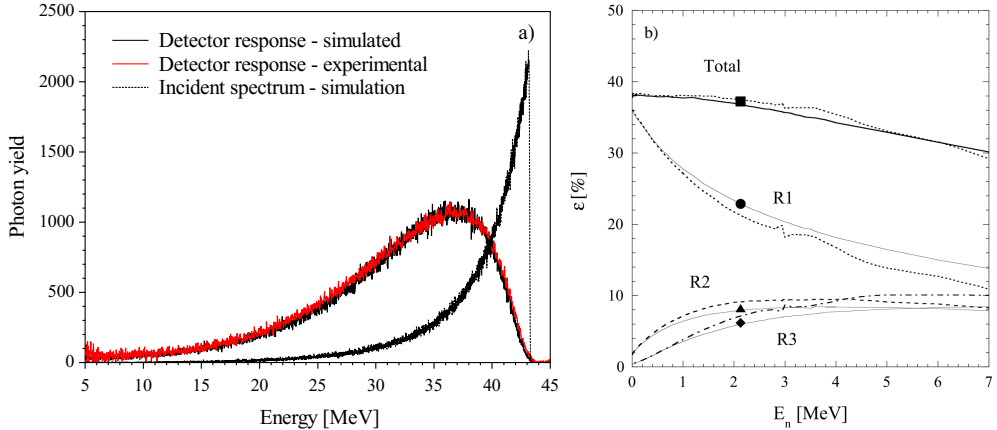 a)
Detector response - simulated
Detector response - experimental
Incident spectrum - simulation
Photon yield
2500
2000
1500
1000
500
0
5 10 15 20 25 30 35 40 45
Energy [MeV]
b)
Total
R1
R2
R3
ε [%]
50
40
30
20
10
0
0 1 2 3 4 5 6 7
E_n [MeV]